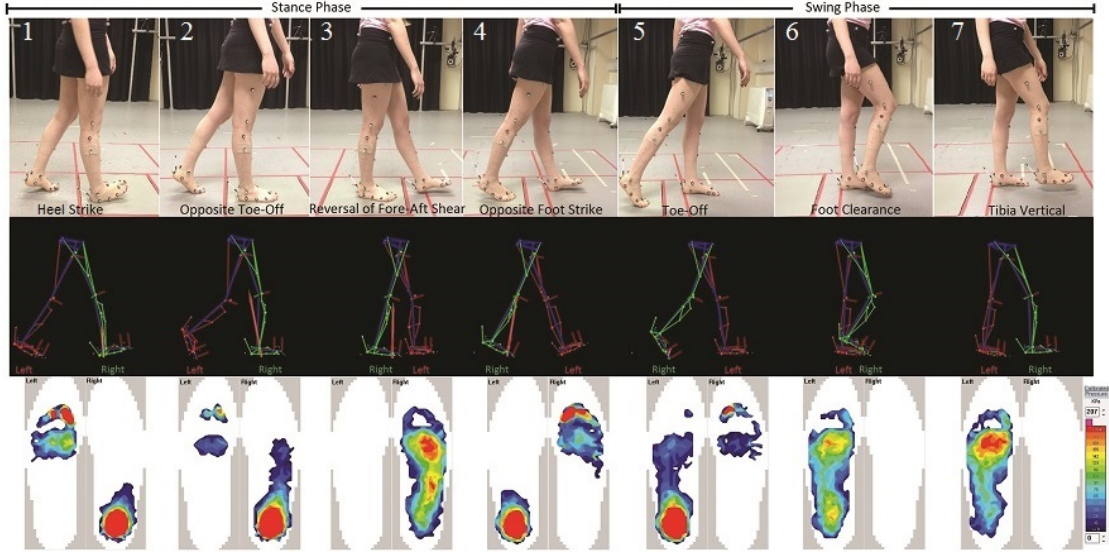 Stance Phase
Swing Phase
1
2
3
4
5
6
7
Heel Strike
Opposite Toe-Off
Reversal of Fore-Aft Shear
Opposite Foot Strike
Toe-Off
Foot Clearance
Tibia Vertical
Left
Right
Left
Right
Right
Left
Right
Left
Right
Left
Left
Right
Left
Right
Left
Right
Left
Right
Left
Right
Left
Right
Left
Right
Left
Right
Left
Right
Calibrated
Pressure
KPa
207
0